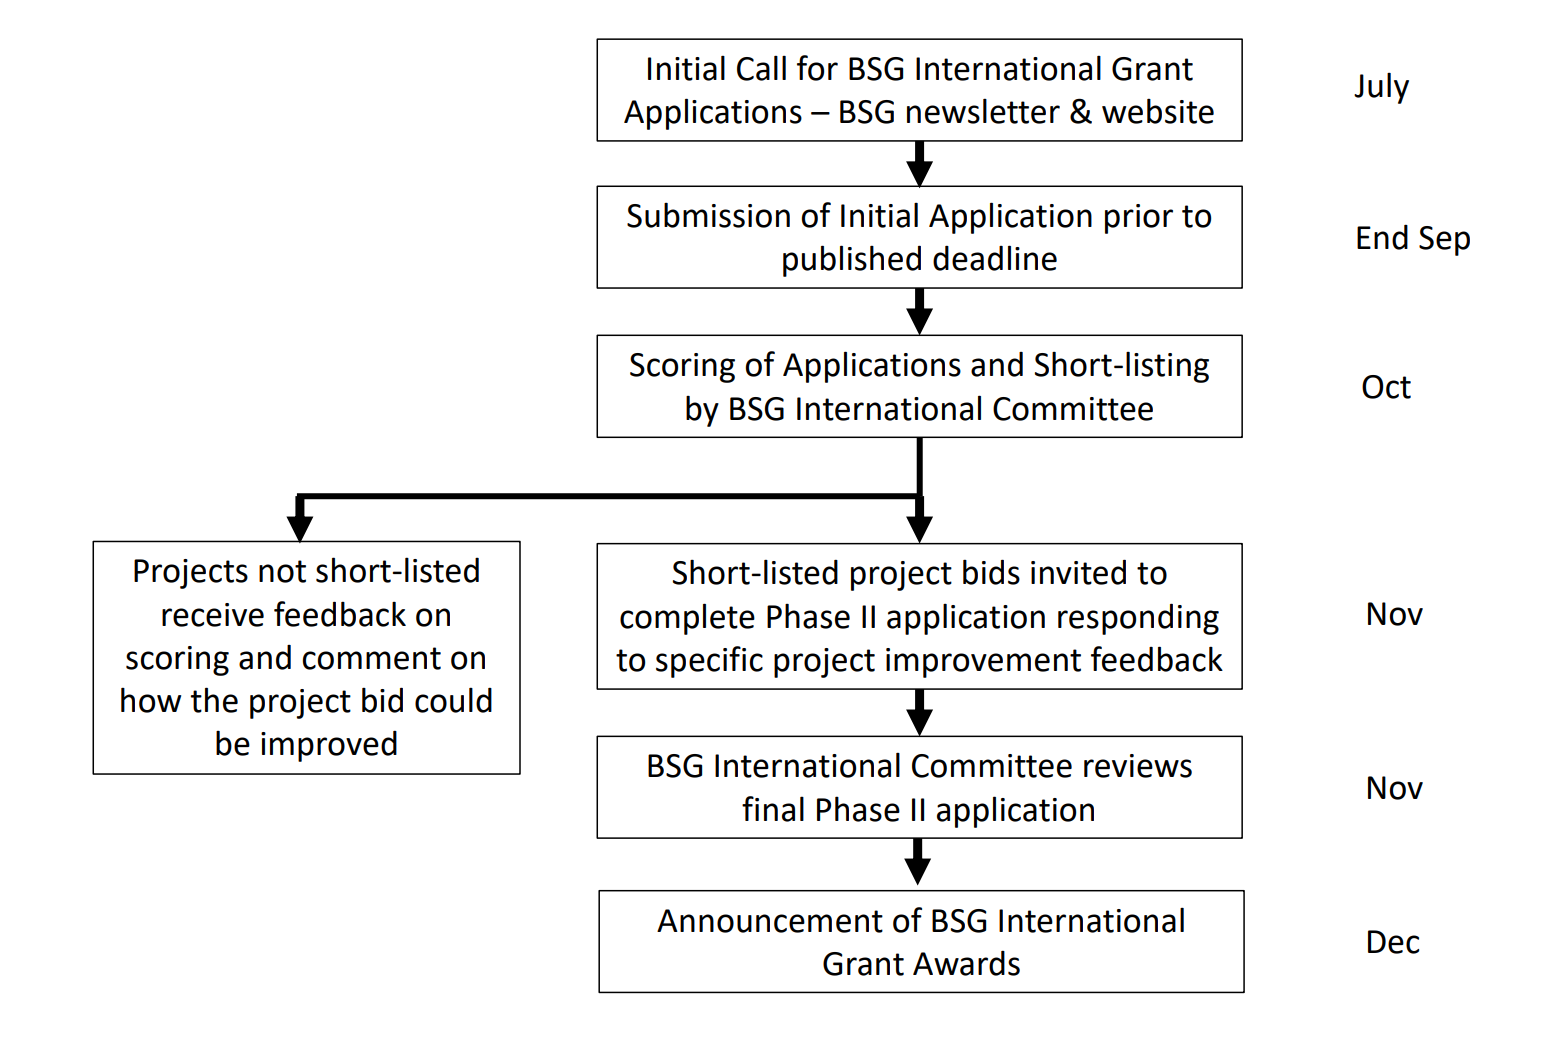 Initial Call for BSG International Grant
Applications – BSG newsletter & website
July
Submission of Initial Application prior to
published deadline
End Sep
Scoring of Applications and Short-listing
by BSG International Committee
Oct
Projects not short-listed
receive feedback on
scoring and comment on
how the project bid could
be improved
Short-listed project bids invited to
complete Phase II application responding
to specific project improvement feedback
Nov
BSG International Committee reviews
final Phase II application
Nov
Announcement of BSG International
Grant Awards
Dec